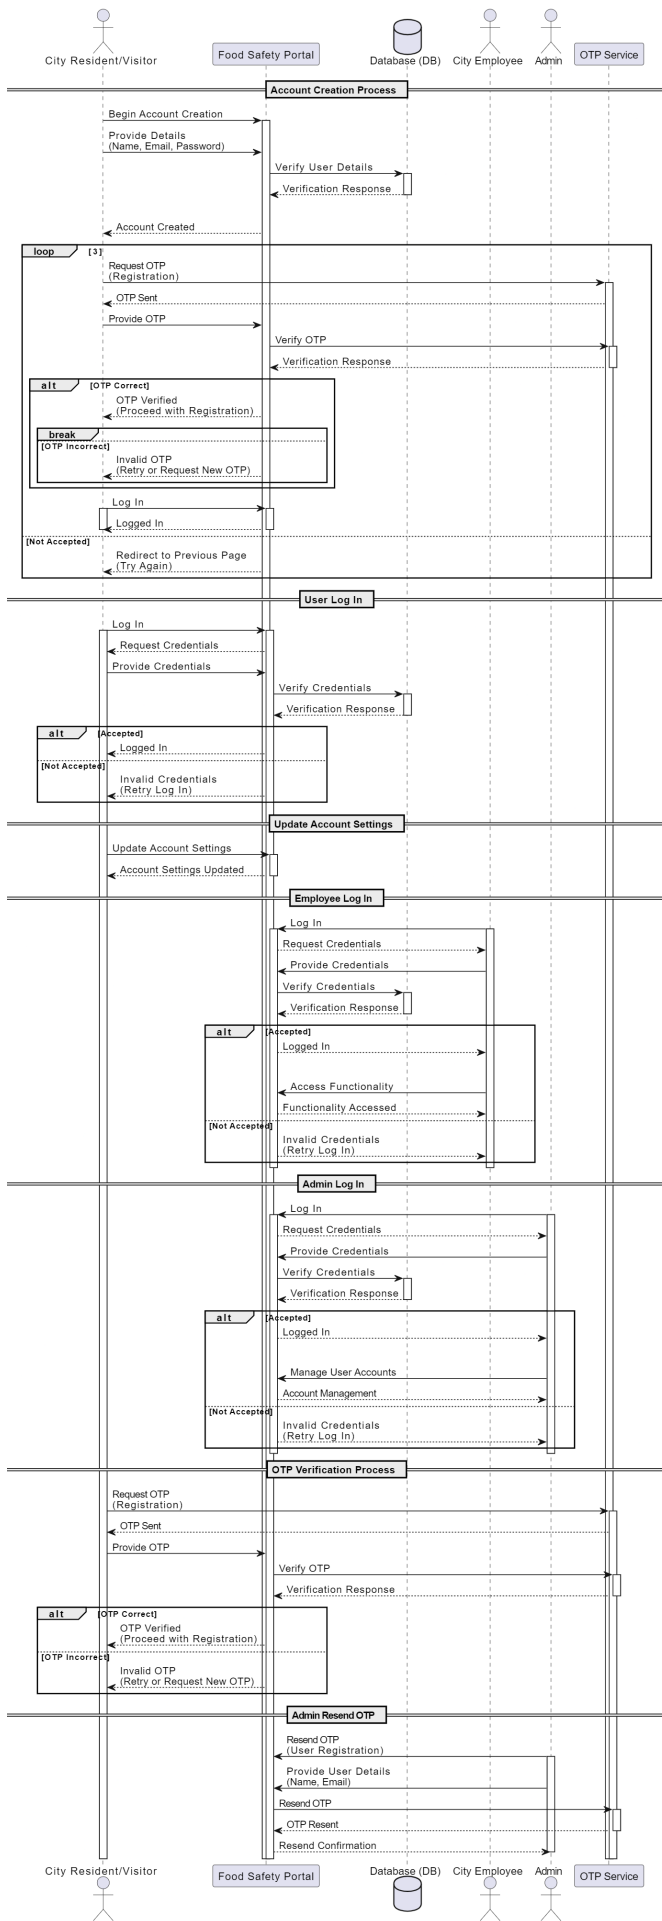 City Resident/Visitor
Food Safety Portal
Database (DB)
City Employee
Admin
OTP Service
Account Creation Process
Begin Account Creation
Provide Details
(Name, Email, Password)
Verify User Details
Verification Response
Account Created
loop
[3]
Request OTP
(Registration)
OTP Sent
Provide OTP
Verify OTP
Verification Response
alt
[OTP Correct]
OTP Verified
(Proceed with Registration)
break
[OTP Incorrect]
Invalid OTP
(Retry or Request New OTP)
Log In
Logged In
[Not Accepted]
Redirect to Previous Page
(Try Again)
User Log In
Log In
Request Credentials
Provide Credentials
Verify Credentials
Verification Response
alt
[Accepted]
Logged In
[Not Accepted]
Invalid Credentials
(Retry Log In)
Update Account Settings
Update Account Settings
Account Settings Updated
Employee Log In
Log In
Request Credentials
Provide Credentials
Verify Credentials
Verification Response
alt
[Accepted]
Logged In
Access Functionality
Functionality Accessed
[Not Accepted]
Invalid Credentials
(Retry Log In)
Admin Log In
Log In
Request Credentials
Provide Credentials
Verify Credentials
Verification Response
alt
[Accepted]
Logged In
Manage User Accounts
Account Management
[Not Accepted]
Invalid Credentials
(Retry Log In)
OTP Verification Process
Request OTP
(Registration)
OTP Sent
Provide OTP
Verify OTP
Verification Response
alt
[OTP Correct]
OTP Verified
(Proceed with Registration)
[OTP Incorrect]
Invalid OTP
(Retry or Request New OTP)
Admin Resend OTP
Resend OTP
(User Registration)
Provide User Details
(Name, Email)
Resend OTP
OTP Resent
Resend Confirmation
City Resident/Visitor
Food Safety Portal
Database (DB)
City Employee
Admin
OTP Service